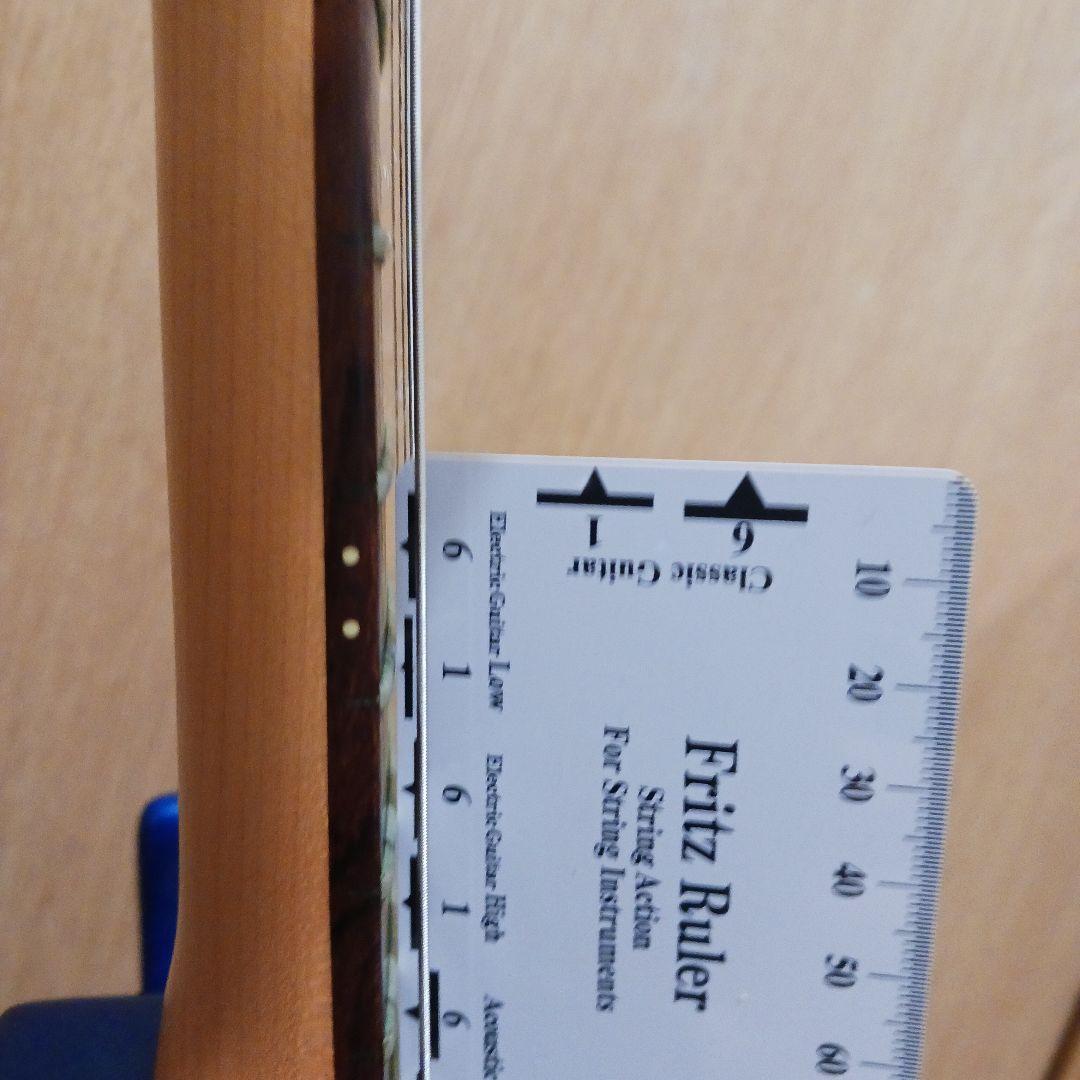 6 1
Electric Guitar Low
6 1
Electric Guitar High
6
Acoustic
1 6
Classic Guitar
Fritz Ruler
String Action
For String Instruments
10 20 30 40 50 60